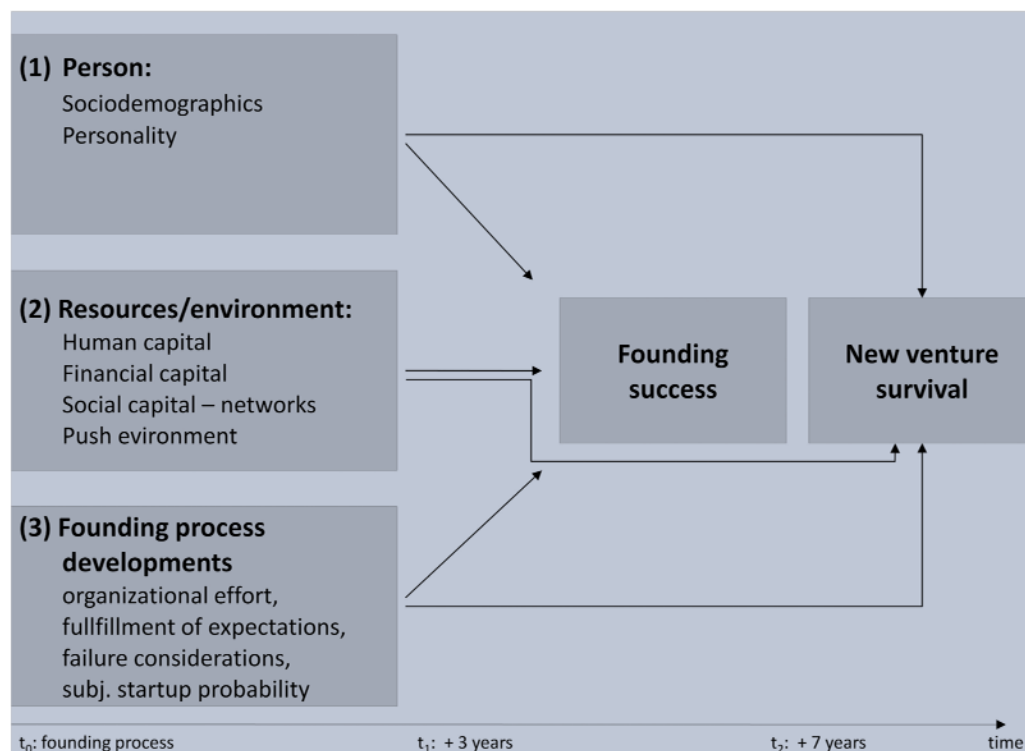 (1) Person:
Sociodemographics
Personality
(2) Resources/environment:
Human capital
Financial capital
Social capital – networks
Push evironment
(3) Founding process
developments
organizational effort,
fullfillment of expectations,
failure considerations,
subj. startup probability
Founding
success
New venture
survival
t₀: founding process
t₁: + 3 years
t₂: + 7 years
time